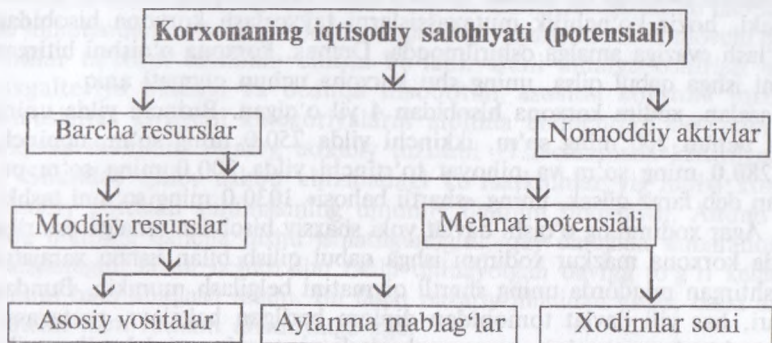 Korxonaning iqtisodiy salohiyati (potensiali)
Barcha resurslar
Nomoddiy aktivlar
Moddiy resurslar
Mehnat potensiali
Asosiy vositalar
Aylanma mablag‘lar
Xodimlar soni